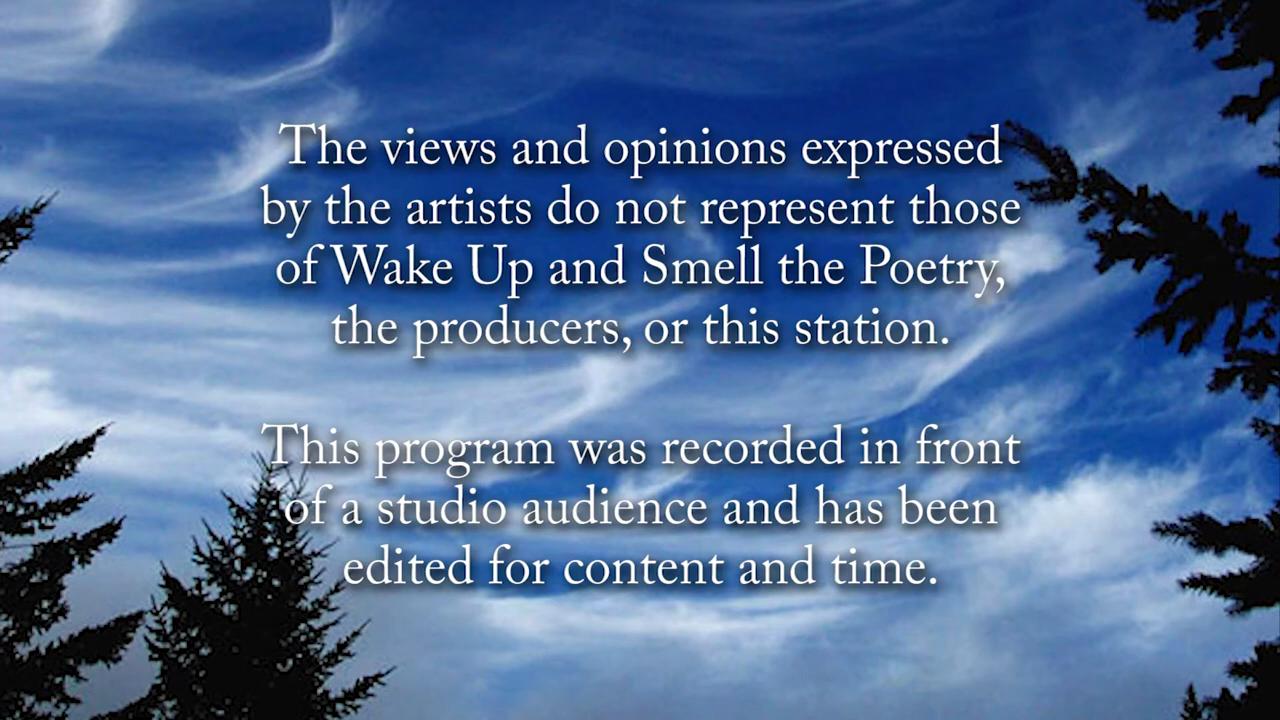 The views and opinions expressed
by the artists do not represent those
of Wake Up and Smell the Poetry,
the producers, or this station.
This program was recorded in front
of a studio audience and has been
edited for content and time.